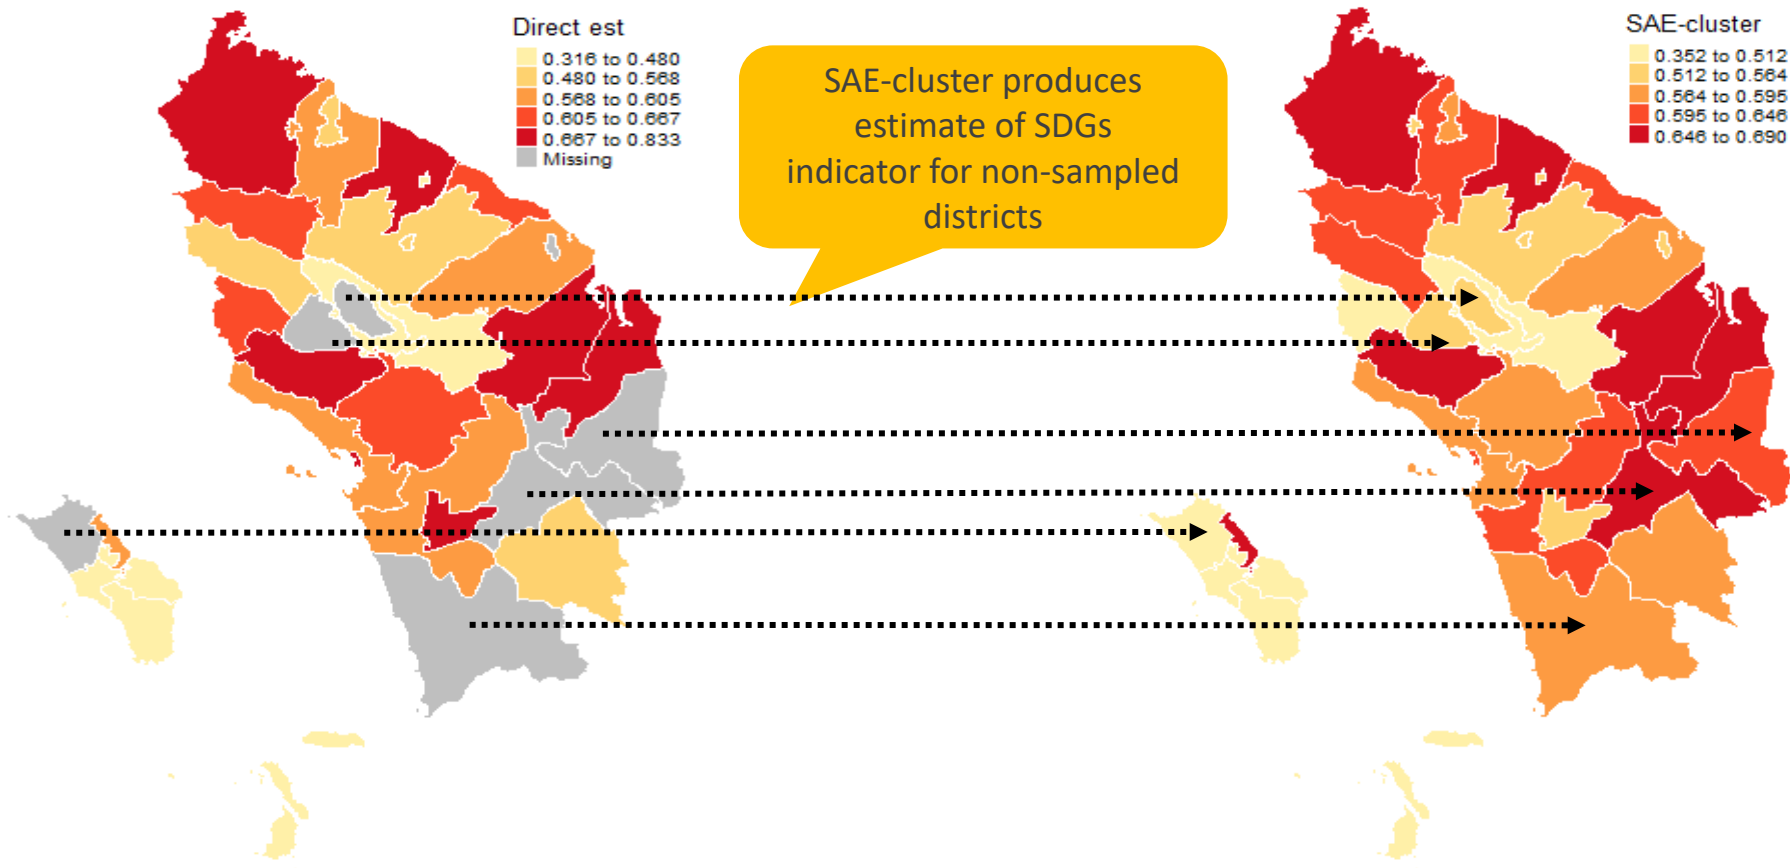 Direct est
0.316 to 0.480
0.480 to 0.568
0.568 to 0.605
0.605 to 0.667
0.667 to 0.833
Missing
SAE-cluster produces
estimate of SDGs
indicator for non-sampled
districts
SAE-cluster
0.352 to 0.512
0.512 to 0.564
0.564 to 0.595
0.595 to 0.646
0.646 to 0.690